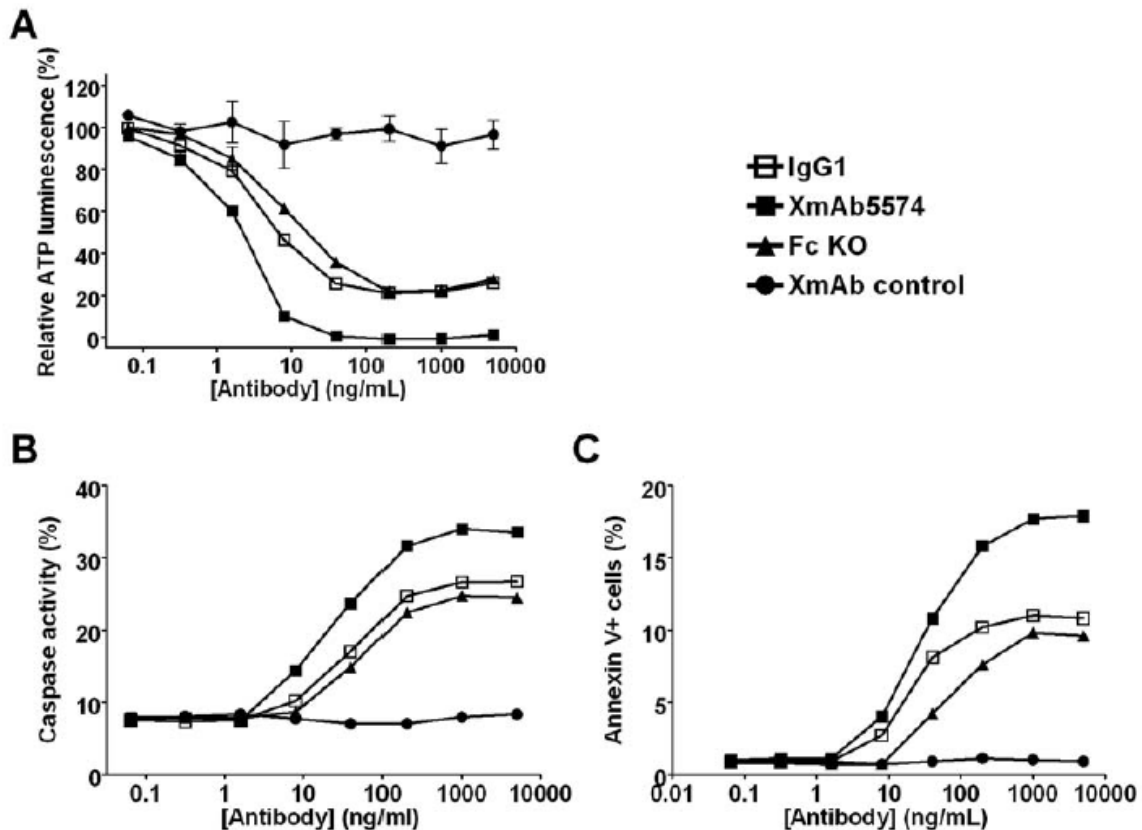 A
Relative ATP luminescence (%)
120
100
80
60
40
20
0
0.1 1 10 100 1000 10000
[Antibody] (ng/mL)
IgG1
XmAb5574
Fc KO
XmAb control
B
Caspase activity (%)
40
30
20
10
0
0.1 1 10 100 1000 10000
[Antibody] (ng/ml)
C
Annexin V+ cells (%)
20
15
10
5
0
0.01 0.1 1 10 100 1000 10000
[Antibody] (ng/mL)